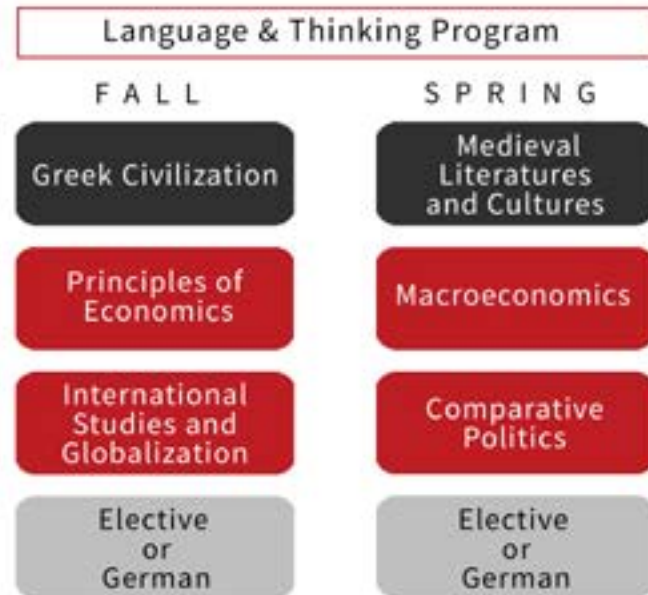 Language & Thinking Program
FALL
Greek Civilization
Principles of
Economics
International
Studies and
Globalization
Elective
or
German
SPRING
Medieval
Literatures
and Cultures
Macroeconomics
Comparative
Politics
Elective
or
German